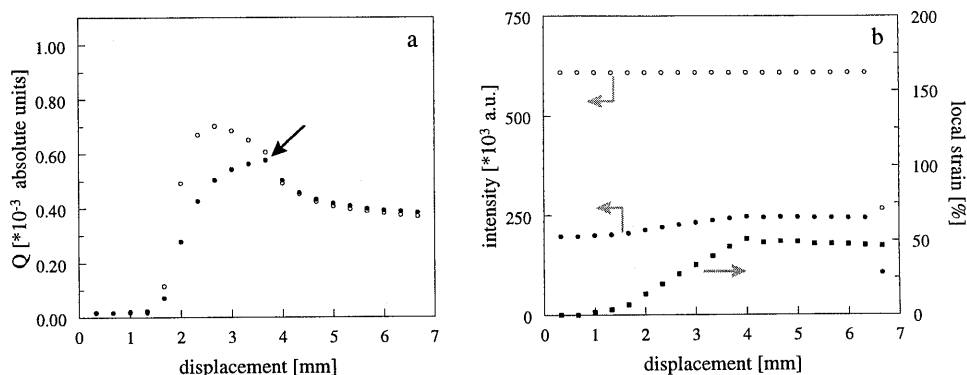 a
1.00
0.80
0.60
0.40
0.20
0.00
Q [*10-3 absolute units]
0 1 2 3 4 5 6 7
displacement [mm]
b
750
500
250
0
intensity [*10³ a.u.]
200
150
100
50
0
local strain [%]
0 1 2 3 4 5 6 7
displacement [mm]